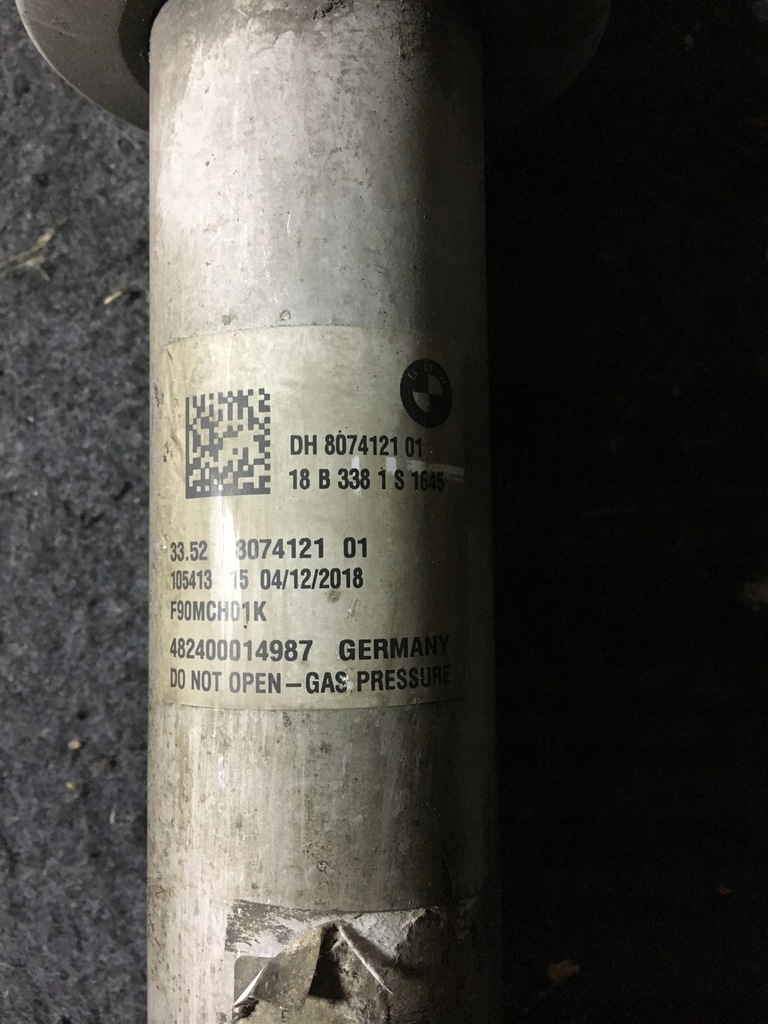 DH 8074121 01
18 B 338 1 S 1645
33.52 8074121 01
105413 15 04/12/2018
F90MCH01K
482400014987 GERMANY
DO NOT OPEN-GAS PRESSURE